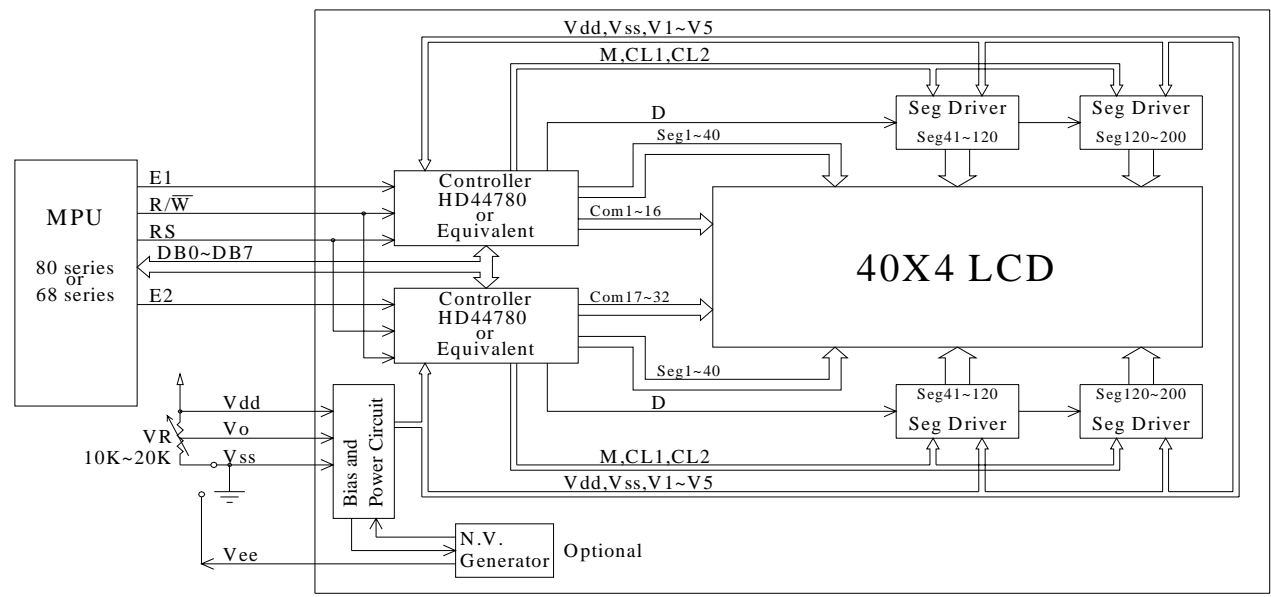 Vdd,Vss,V1~V5
M,CL1,CL2
D
Seg1~40
Seg Driver
Seg41~120
Seg Driver
Seg120~200
MPU
80 series
or
68 series
E1
R/W̅
RS
DB0~DB7
E2
Controller
HD44780
or
Equivalent
Com1~16
40X4 LCD
Controller
HD44780
or
Equivalent
Com17~32
Seg1~40
D
Seg41~120
Seg Driver
Seg120~200
Seg Driver
M,CL1,CL2
Vdd,Vss,V1~V5
Vdd
VR
10K~20K
Vo
Vss
Bias and
Power Circuit
Vee
N.V.
Generator
Optional